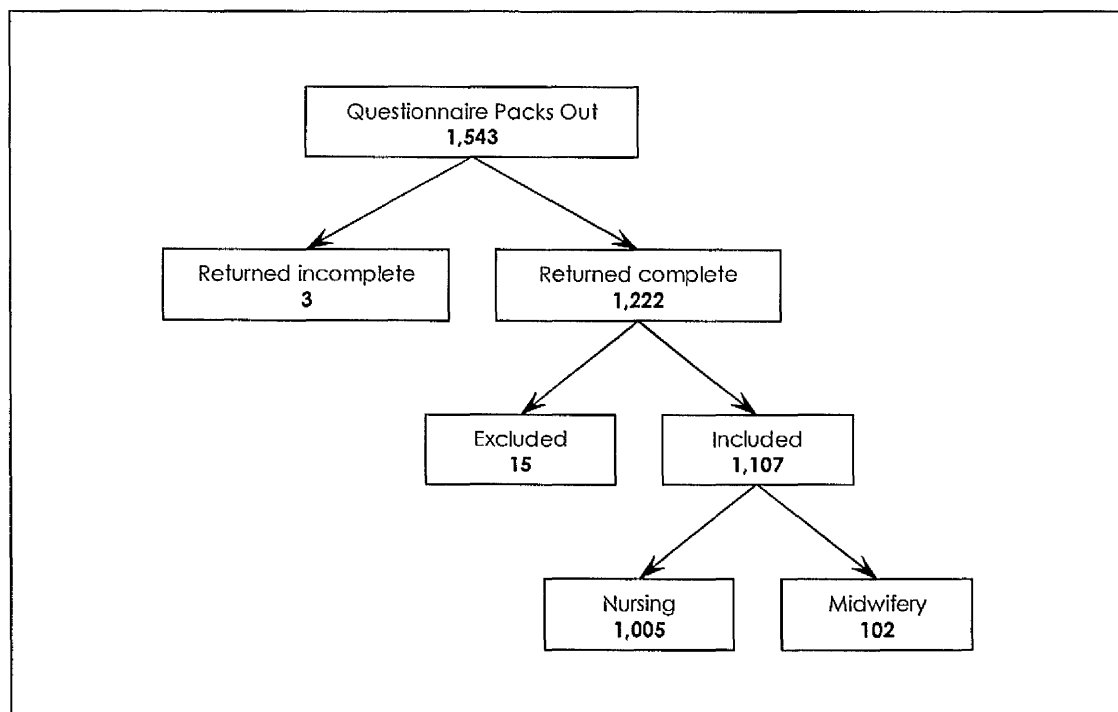 Questionnaire Packs Out
1,543
Returned incomplete
3
Returned complete
1,222
Excluded
15
Included
1,107
Nursing
1,005
Midwifery
102